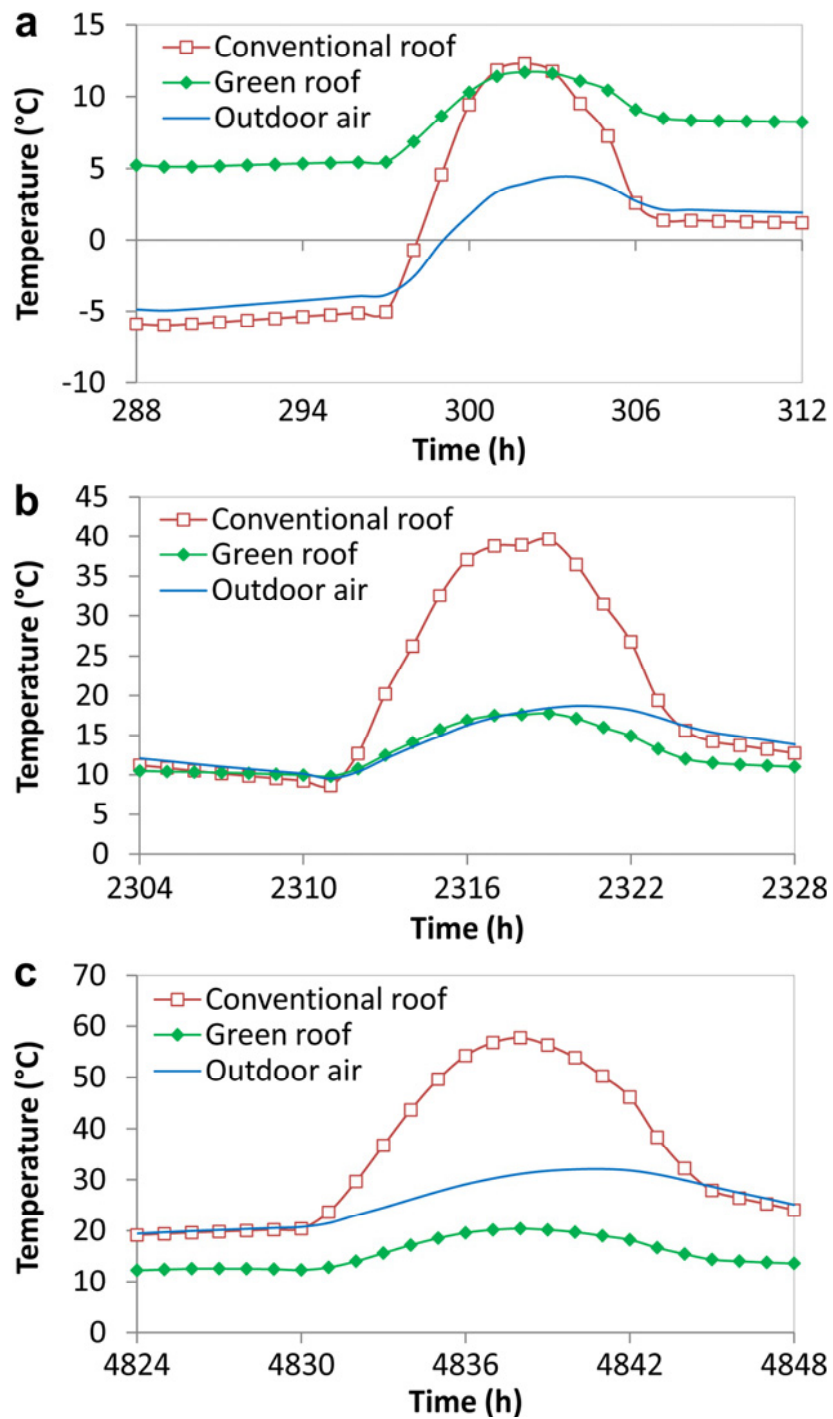 a
Temperature (°C)
15
10
5
0
-5
-10
Conventional roof
Green roof
Outdoor air
288
294
300
306
312
Time (h)
b
Temperature (°C)
45
40
35
30
25
20
15
10
5
0
Conventional roof
Green roof
Outdoor air
2304
2310
2316
2322
2328
Time (h)
c
Temperature (°C)
70
60
50
40
30
20
10
0
Conventional roof
Green roof
Outdoor air
4824
4830
4836
4842
4848
Time (h)